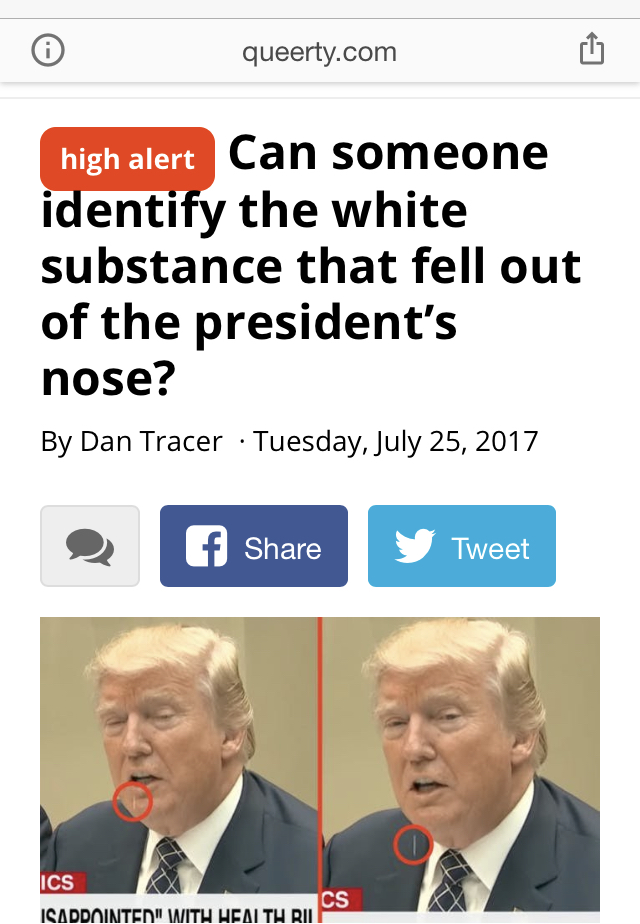 queerty.com
high alert Can someone
identify the white
substance that fell out
of the president’s
nose?
By Dan Tracer · Tuesday, July 25, 2017
Share
Tweet
ICS
CS
ISAPPOINTED" WITH HEALTH BIL